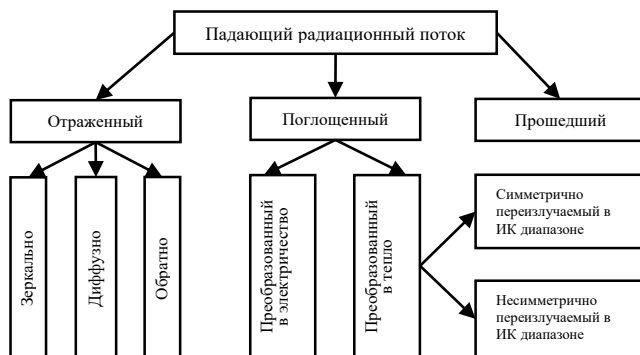 Падающий радиационный поток
Отраженный
Поглощенный
Прошедший
Зеркально
Диффузно
Обратно
Преобразованный
в электричество
Преобразованный
в тепло
Симметрично
переизлучаемый в
ИК диапазоне
Несимметрично
переизлучаемый в
ИК диапазоне